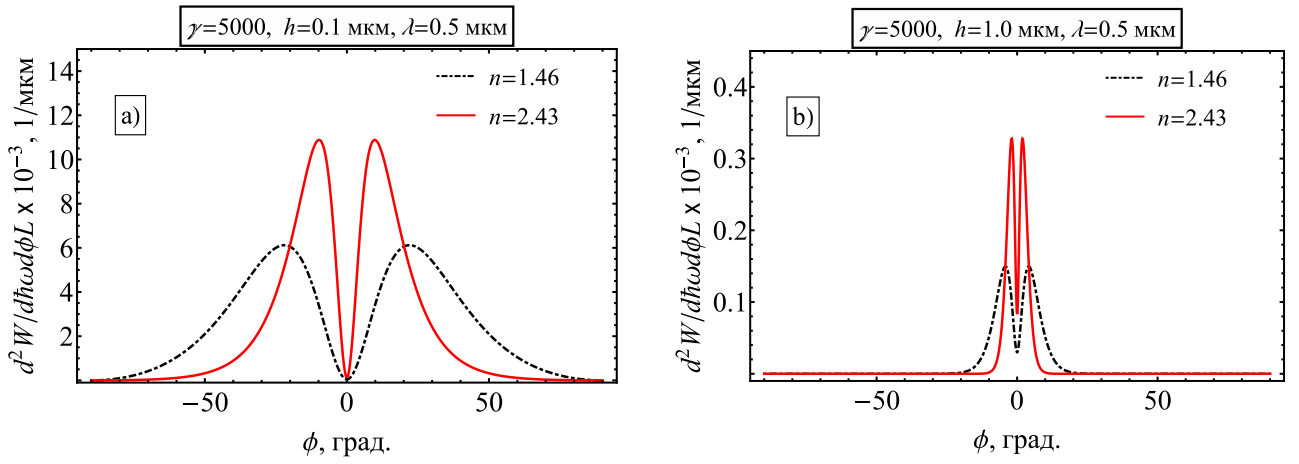 γ=5000, h=0.1 мкм, λ=0.5 мкм
d²W/dħωdϕL x 10⁻³, 1/мкм
14
12
10
8
6
4
2
a)
n=1.46
n=2.43
−50 0 50
ϕ, град.
γ=5000, h=1.0 мкм, λ=0.5 мкм
d²W/dħωdϕL x 10⁻³, 1/мкм
0.4
0.3
0.2
0.1
b)
n=1.46
n=2.43
−50 0 50
ϕ, град.